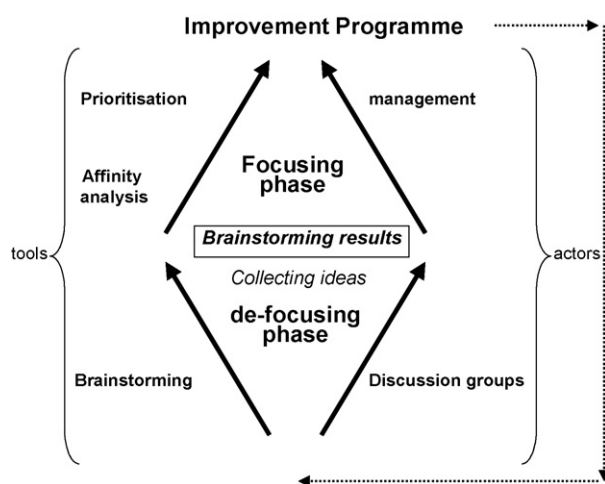 Improvement Programme
Prioritisation
management
Focusing
phase
Affinity
analysis
Brainstorming results
tools
actors
Collecting ideas
de-focusing
phase
Brainstorming
Discussion groups